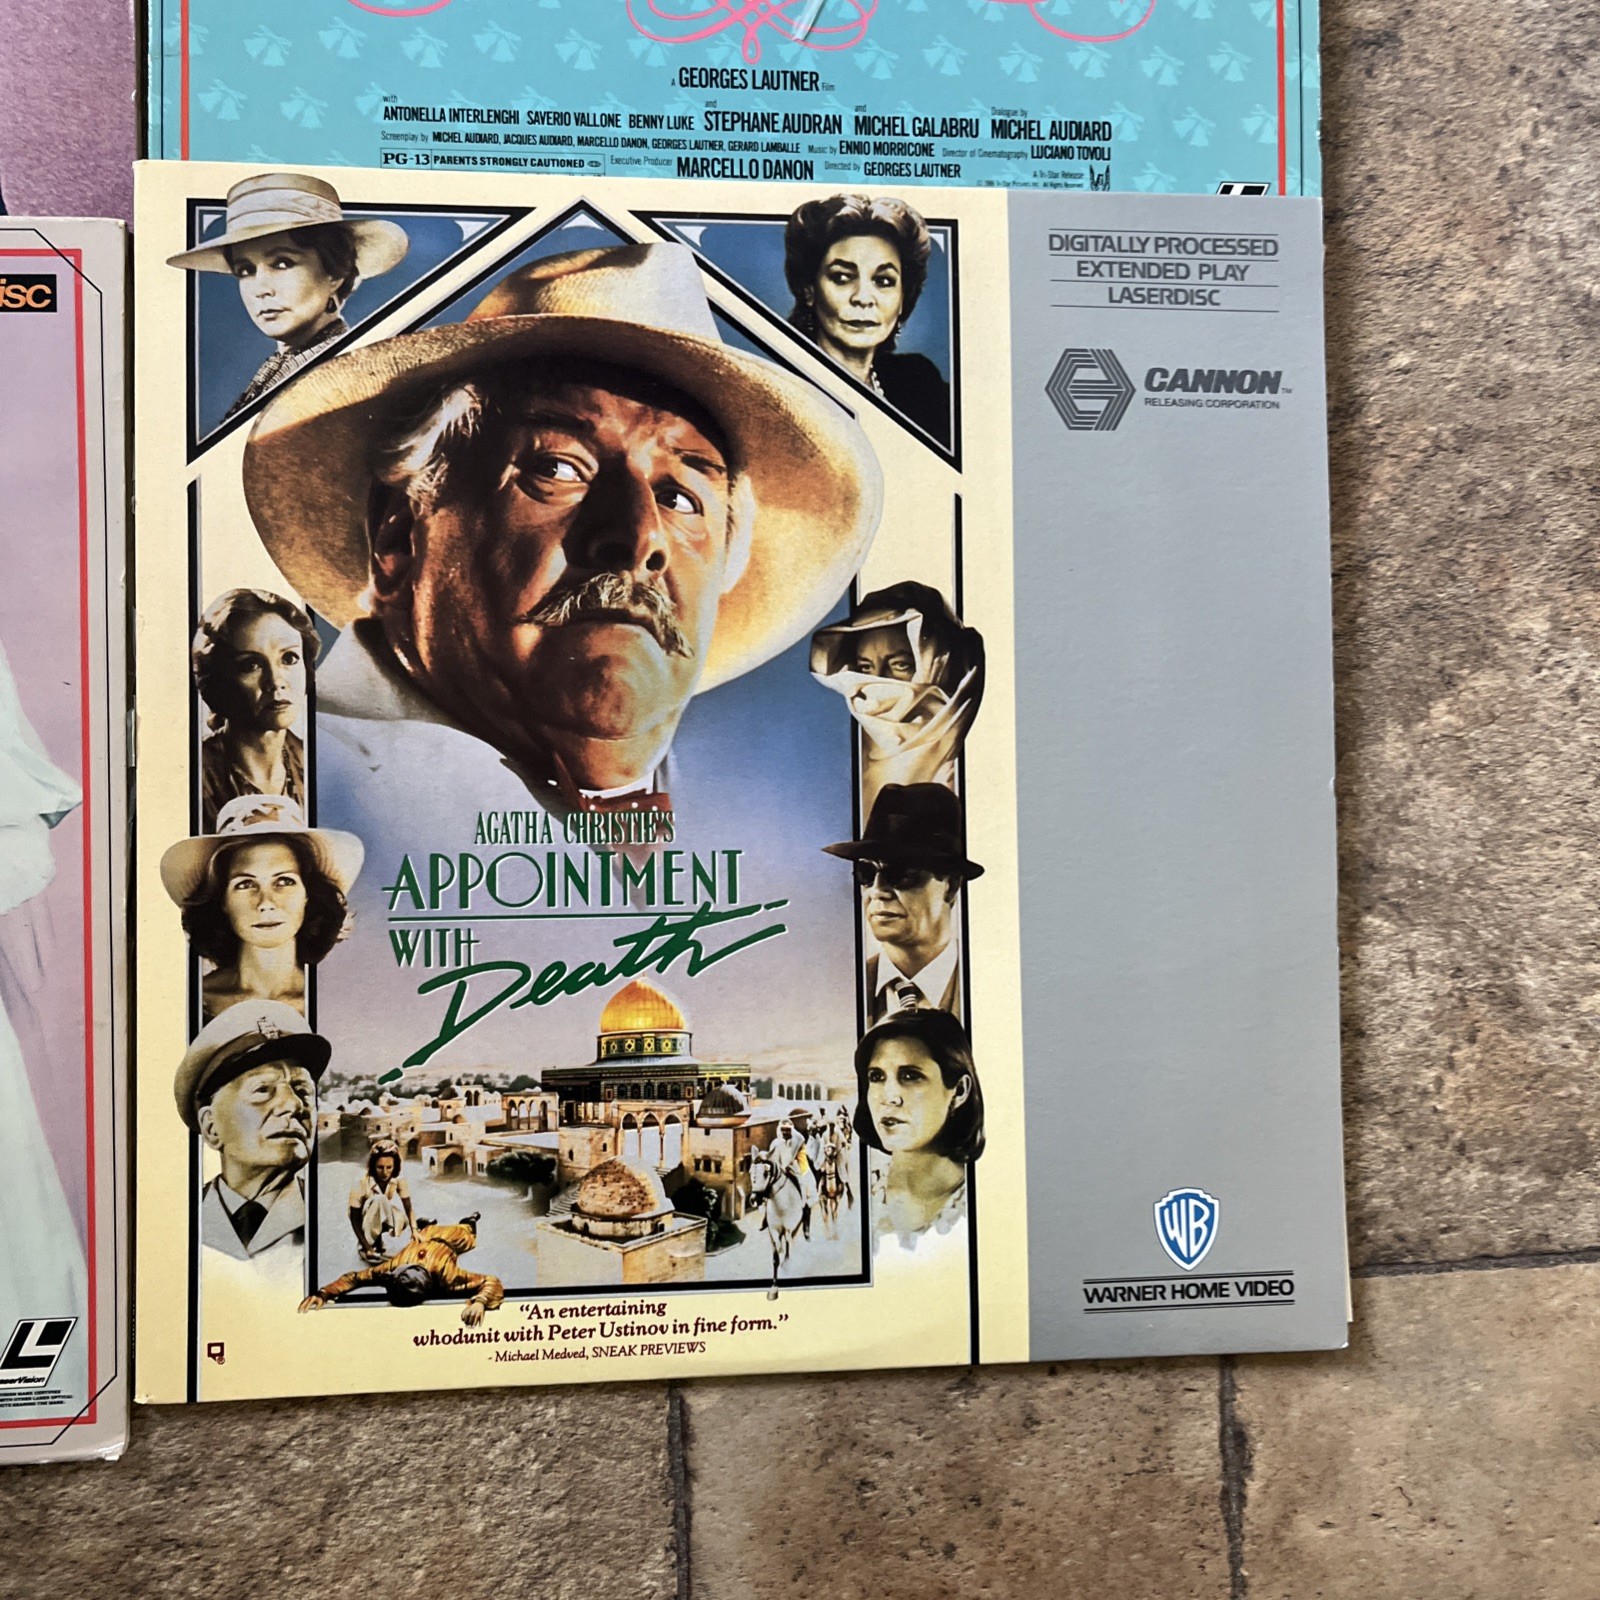 A GEORGES LAUTNER Film
with ANTONELLA INTERLENGHI SAVERIO VALLONE BENNY LUKE and STEPHANE AUDRAN and MICHEL GALABRU Dialogue by MICHEL AUDIARD
Screenplay by MICHEL AUDIARD, JACQUES AUDIARD, MARCELLO DANON, GEORGES LAUTNER, GERARD LAMBALLE Music by ENNIO MORRICONE Director of Cinematography LUCIANO TOVOLI
PG-13 PARENTS STRONGLY CAUTIONED Executive Producer MARCELLO DANON Directed by GEORGES LAUTNER A Tri-Star Release
isc
DIGITALLY PROCESSED
EXTENDED PLAY
LASERDISC
CANNON TM
RELEASING CORPORATION
AGATHA CHRISTIE'S
APPOINTMENT
WITH Death
"An entertaining
whodunit with Peter Ustinov in fine form."
- Michael Medved, SNEAK PREVIEWS
WB
WARNER HOME VIDEO
L